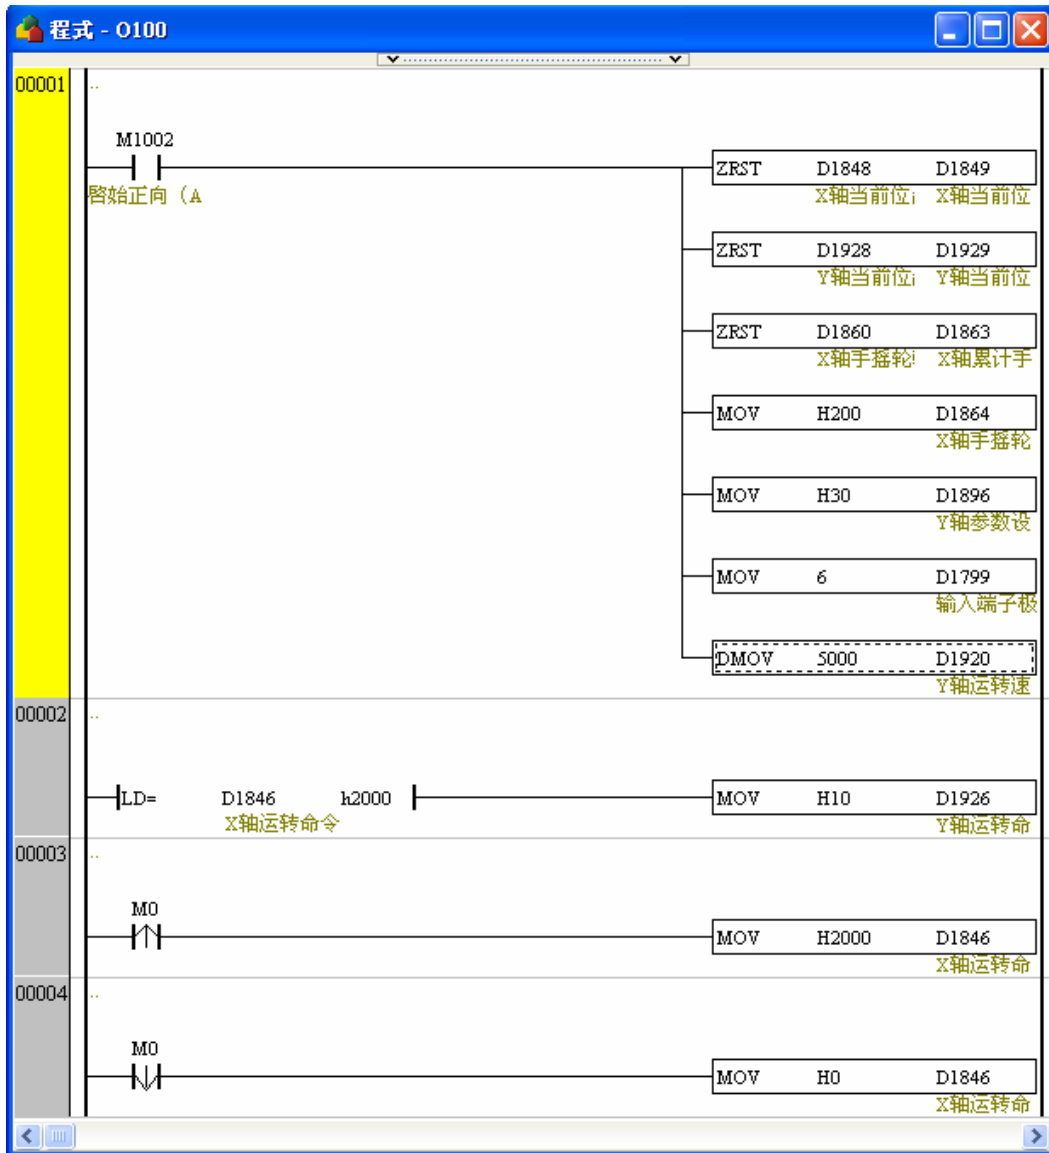 程式 - O100
00001
M1002
启始正向（A
ZRST D1848 D1849
X轴当前位 X轴当前位
ZRST D1928 D1929
Y轴当前位 Y轴当前位
ZRST D1860 D1863
X轴手摇轮 X轴累计手
MOV H200 D1864
X轴手摇轮
MOV H30 D1896
Y轴参数设
MOV 6 D1799
输入端子极
DMOV 5000 D1920
Y轴运转速
00002
LD= D1846 h2000 MOV H10 D1926
X轴运转命令 Y轴运转命
00003
M0
MOV H2000 D1846
X轴运转命
00004
M0
MOV H0 D1846
X轴运转命